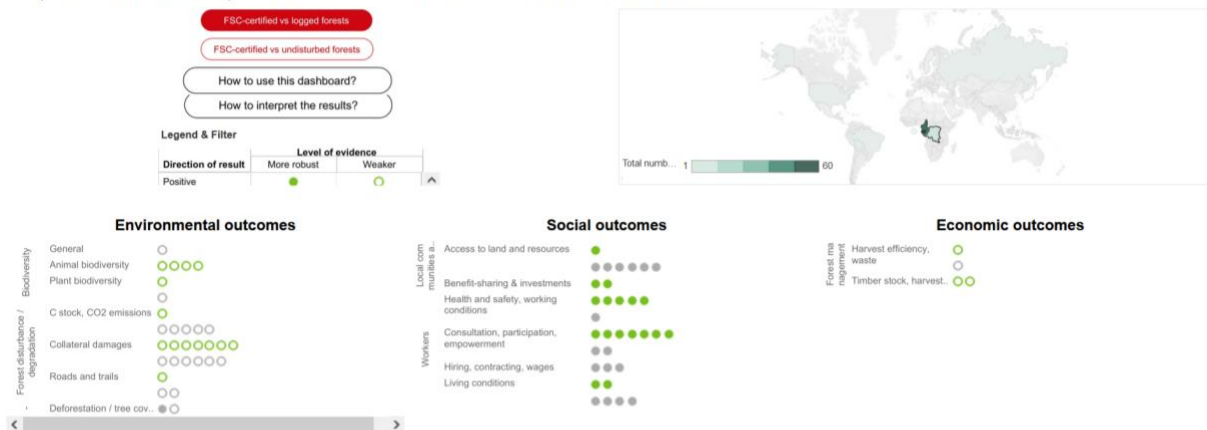 FSC-certified vs logged forests
FSC-certified vs undisturbed forests
How to use this dashboard?
How to interpret the results?
Legend & Filter
Level of evidence
Direction of result More robust Weaker
Positive
Total numb... 1 60
Environmental outcomes
Biodiversity
General
Animal biodiversity
Plant biodiversity
Forest disturbance / degradation
C stock, CO2 emissions
Collateral damages
Roads and trails
Deforestation / tree cov..
Social outcomes
Local com munities a..
Access to land and resources
Benefit-sharing & investments
Workers
Health and safety, working
conditions
Consultation, participation,
empowerment
Hiring, contracting, wages
Living conditions
Economic outcomes
Forest ma nagement
Harvest efficiency,
waste
Timber stock, harvest..